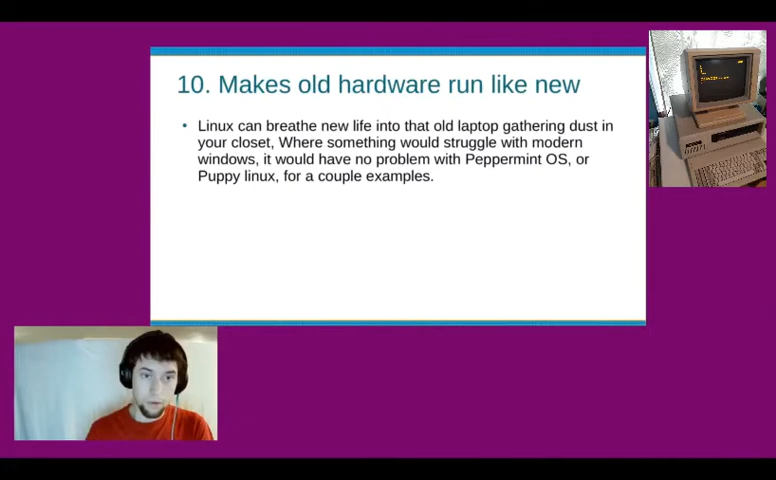 10. Makes old hardware run like new
• Linux can breathe new life into that old laptop gathering dust in
your closet, Where something would struggle with modern
windows, it would have no problem with Peppermint OS, or
Puppy linux, for a couple examples.